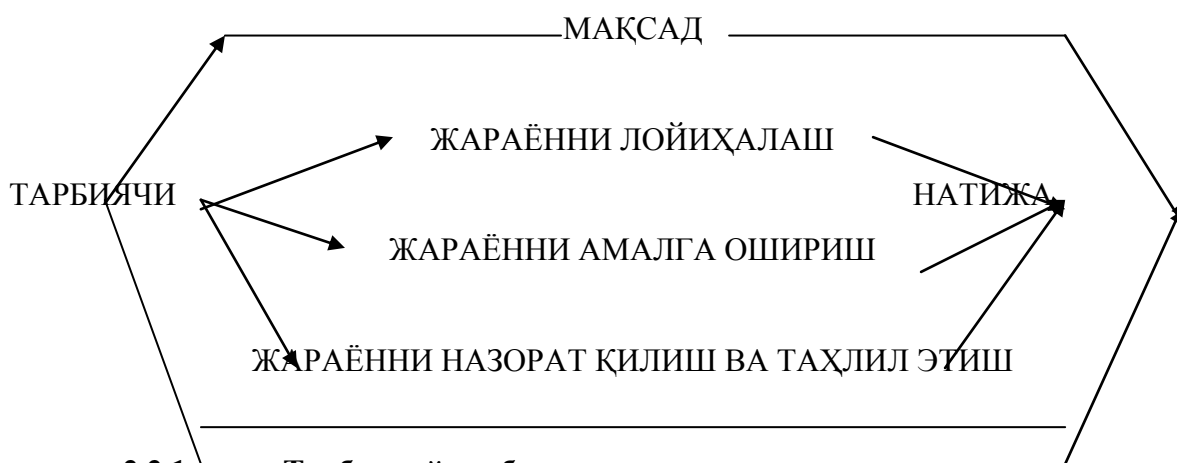 МАҚСАД
ЖАРАЁННИ ЛОЙИҲАЛАШ
ТАРБИЯЧИ НАТИЖА
ЖАРАЁННИ АМАЛГА ОШИРИШ
ЖАРАЁННИ НАЗОРАТ ҚИЛИШ ВА ТАҲЛИЛ ЭТИШ